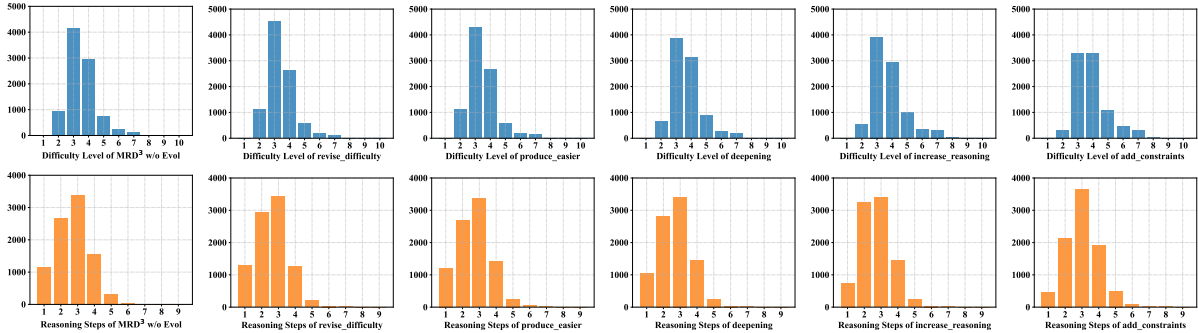 5000
4000
3000
2000
1000
0
1 2 3 4 5 6 7 8 9 10
Difficulty Level of MRD³ w/o Evol
5000
4000
3000
2000
1000
0
1 2 3 4 5 6 7 8 9 10
Difficulty Level of revise_difficulty
5000
4000
3000
2000
1000
0
1 2 3 4 5 6 7 8 9 10
Difficulty Level of produce_easier
5000
4000
3000
2000
1000
0
1 2 3 4 5 6 7 8 9 10
Difficulty Level of deepening
5000
4000
3000
2000
1000
0
1 2 3 4 5 6 7 8 9 10
Difficulty Level of increase_reasoning
5000
4000
3000
2000
1000
0
1 2 3 4 5 6 7 8 9 10
Difficulty Level of add_constraints
4000
3000
2000
1000
0
1 2 3 4 5 6 7 8 9
Reasoning Steps of MRD³ w/o Evol
4000
3000
2000
1000
0
1 2 3 4 5 6 7 8 9
Reasoning Steps of revise_difficulty
4000
3000
2000
1000
0
1 2 3 4 5 6 7 8 9
Reasoning Steps of produce_easier
4000
3000
2000
1000
0
1 2 3 4 5 6 7 8 9
Reasoning Steps of deepening
4000
3000
2000
1000
0
1 2 3 4 5 6 7 8 9
Reasoning Steps of increase_reasoning
4000
3000
2000
1000
0
1 2 3 4 5 6 7 8 9
Reasoning Steps of add_constraints